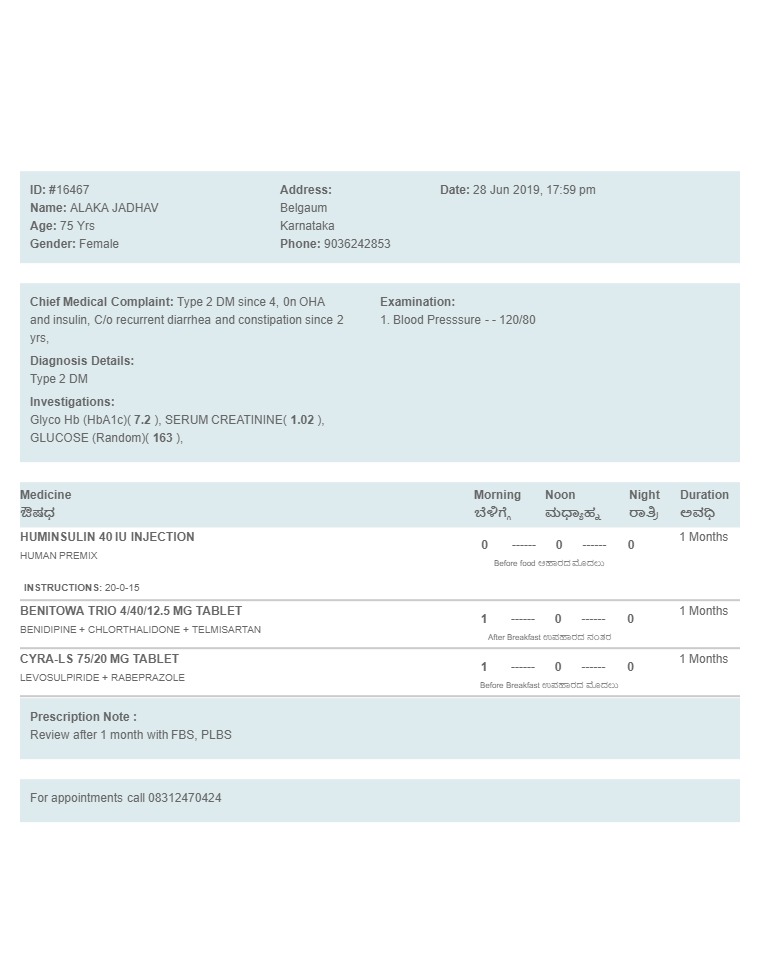 ID: #16467
Name: ALAKA JADHAV
Age: 75 Yrs
Gender: Female
Address:
Belgaum
Karnataka
Phone: 9036242853
Date: 28 Jun 2019, 17:59 pm
Chief Medical Complaint: Type 2 DM since 4, 0n OHA
and insulin, C/o recurrent diarrhea and constipation since 2
yrs,
Diagnosis Details:
Type 2 DM
Investigations:
Glyco Hb (HbA1c)( 7.2 ), SERUM CREATININE( 1.02 ),
GLUCOSE (Random)( 163 ),
Examination:
1. Blood Presssure - - 120/80
Medicine Morning Noon Night Duration
ಔಷಧ ಬೆಳಿಗ್ಗೆ ಮಧ್ಯಾಹ್ನ ರಾತ್ರಿ ಅವಧಿ
HUMINSULIN 40 IU INJECTION 0 ------ 0 ------ 0 1 Months
HUMAN PREMIX Before food ಆಹಾರದ ಮೊದಲು
INSTRUCTIONS: 20-0-15
BENITOWA TRIO 4/40/12.5 MG TABLET 1 ------ 0 ------ 0 1 Months
BENIDIPINE + CHLORTHALIDONE + TELMISARTAN After Breakfast ಉಪಹಾರದ ನಂತರ
CYRA-LS 75/20 MG TABLET 1 ------ 0 ------ 0 1 Months
LEVOSULPIRIDE + RABEPRAZOLE Before Breakfast ಉಪಹಾರದ ಮೊದಲು
Prescription Note :
Review after 1 month with FBS, PLBS
For appointments call 08312470424